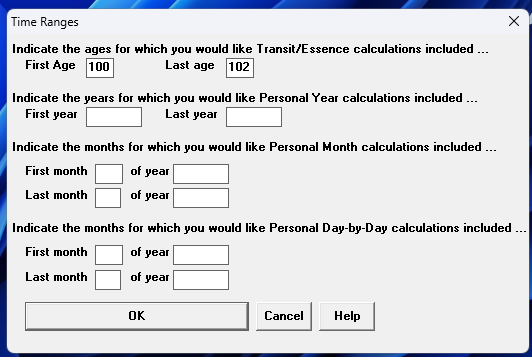 Time Ranges
Indicate the ages for which you would like Transit/Essence calculations included ...
First Age 100 Last age 102
Indicate the years for which you would like Personal Year calculations included ...
First year Last year
Indicate the months for which you would like Personal Month calculations included ...
First month of year
Last month of year
Indicate the months for which you would like Personal Day-by-Day calculations included ...
First month of year
Last month of year
OK Cancel Help